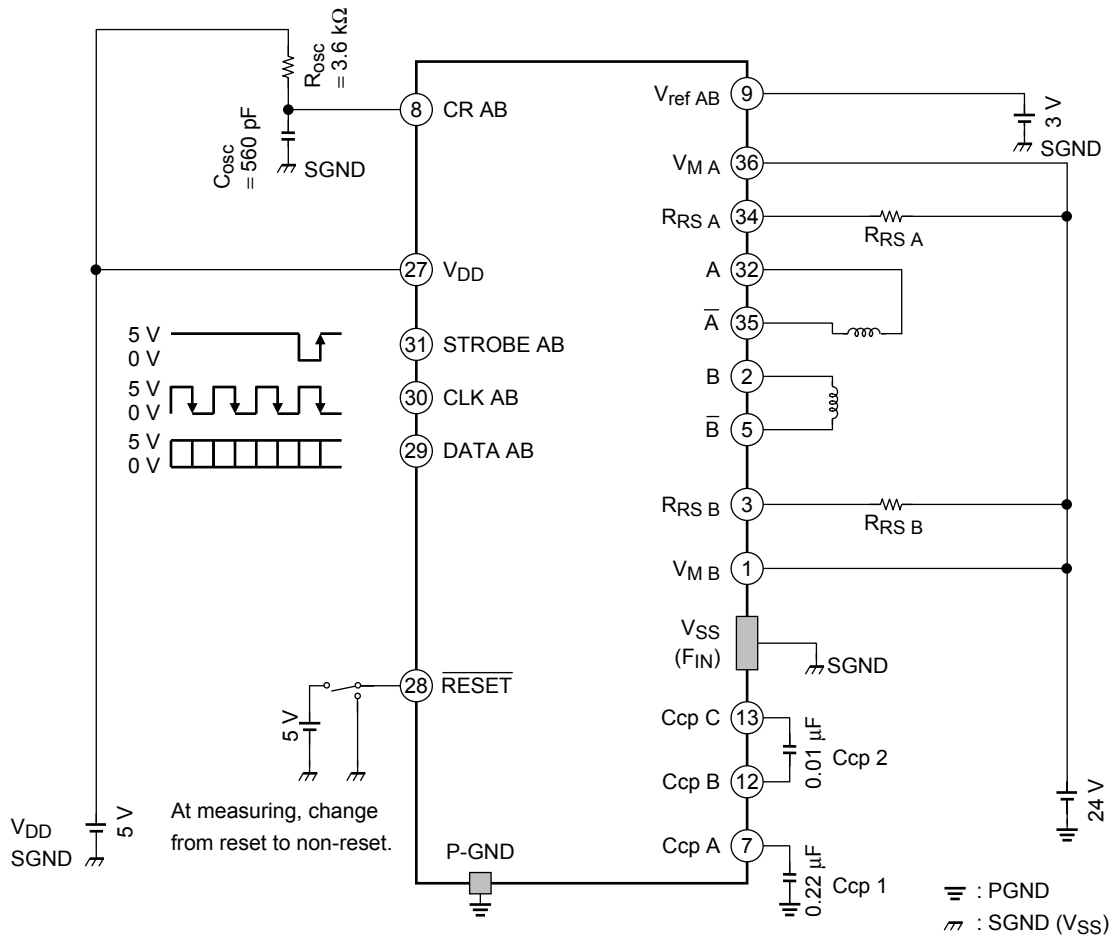 Rosc
= 3.6 kΩ
Cosc
= 560 pF
SGND
8 CR AB
27 VDD
5 V
0 V
31 STROBE AB
5 V
0 V
30 CLK AB
5 V
0 V
29 DATA AB
28 R̅E̅S̅E̅T̅
5 V
At measuring, change
from reset to non-reset.
VDD
SGND
5 V
P-GND
Vref AB 9
3 V
SGND
VM A 36
RRS A 34
RRS A
A 32
A̅ 35
B 2
B̅ 5
RRS B 3
RRS B
VM B 1
VSS
(FIN)
SGND
Ccp C 13
0.01 µF
Ccp 2
Ccp B 12
Ccp A 7
0.22 µF
Ccp 1
24 V
: PGND
: SGND (VSS)